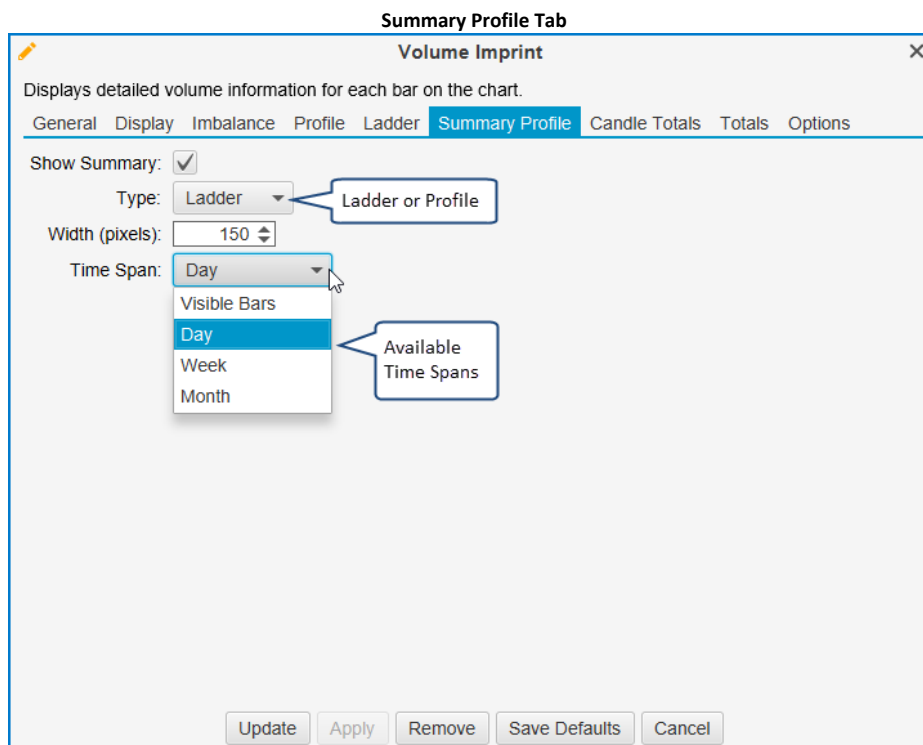 Summary Profile Tab
Volume Imprint
Displays detailed volume information for each bar on the chart.
General Display Imbalance Profile Ladder Summary Profile Candle Totals Totals Options
Show Summary:
Type: Ladder
Ladder or Profile
Width (pixels): 150
Time Span: Day
Visible Bars
Day
Week
Month
Available
Time Spans
Update Apply Remove Save Defaults Cancel